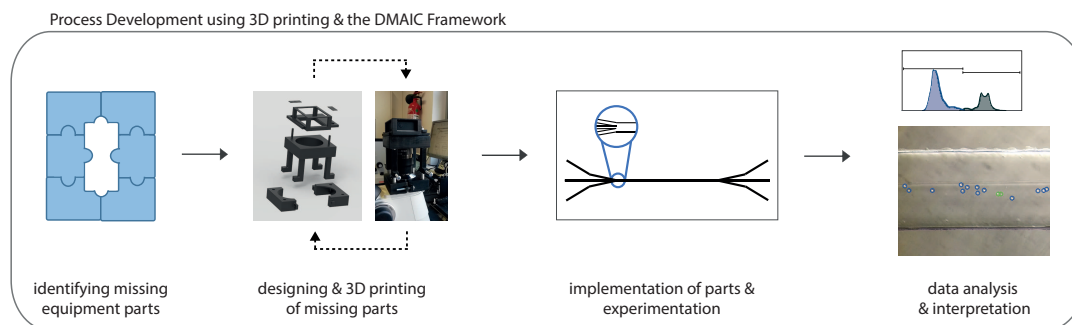 Process Development using 3D printing & the DMAIC Framework
identifying missing
equipment parts
designing & 3D printing
of missing parts
implementation of parts &
experimentation
data analysis
& interpretation